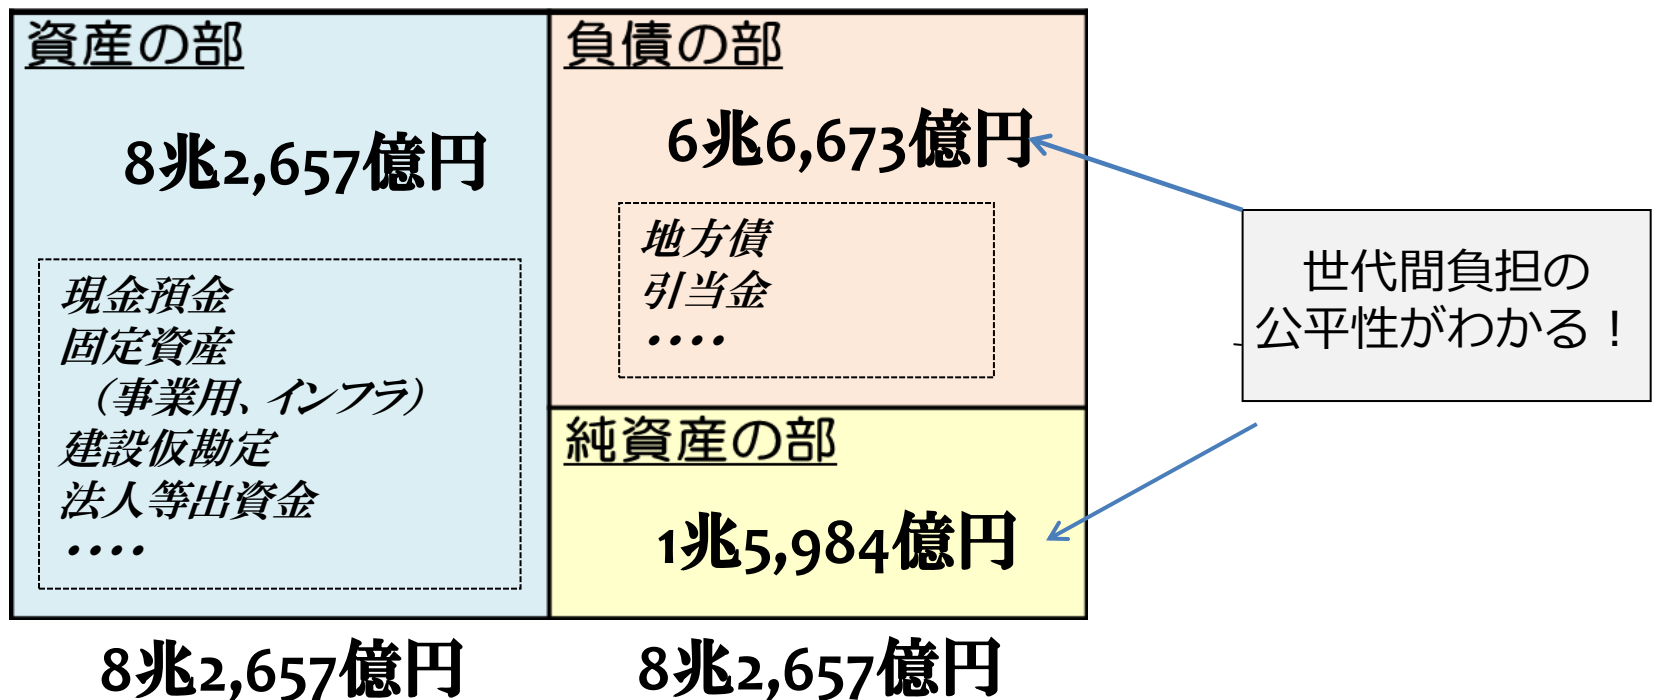 資産の部
8兆2,657億円
現金預金
固定資産
（事業用、インフラ）
建設仮勘定
法人等出資金
・・・・
負債の部
6兆6,673億円
地方債
引当金
・・・・
純資産の部
1兆5,984億円
世代間負担の
公平性がわかる！
8兆2,657億円
8兆2,657億円